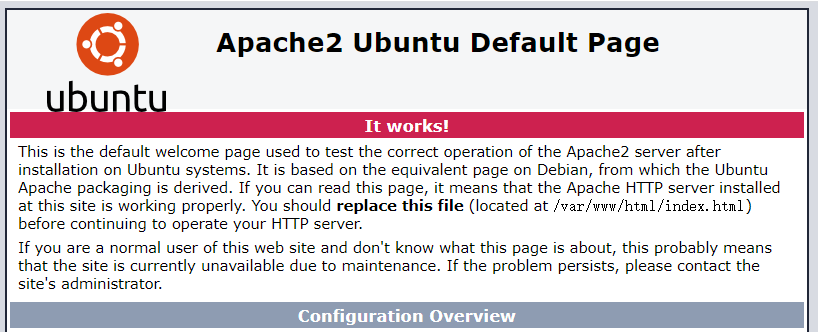 Apache2 Ubuntu Default Page
ubuntu
It works!
This is the default welcome page used to test the correct operation of the Apache2 server after
installation on Ubuntu systems. It is based on the equivalent page on Debian, from which the Ubuntu
Apache packaging is derived. If you can read this page, it means that the Apache HTTP server installed
at this site is working properly. You should replace this file (located at /var/www/html/index.html)
before continuing to operate your HTTP server.
If you are a normal user of this web site and don't know what this page is about, this probably means
that the site is currently unavailable due to maintenance. If the problem persists, please contact the
site's administrator.
Configuration Overview